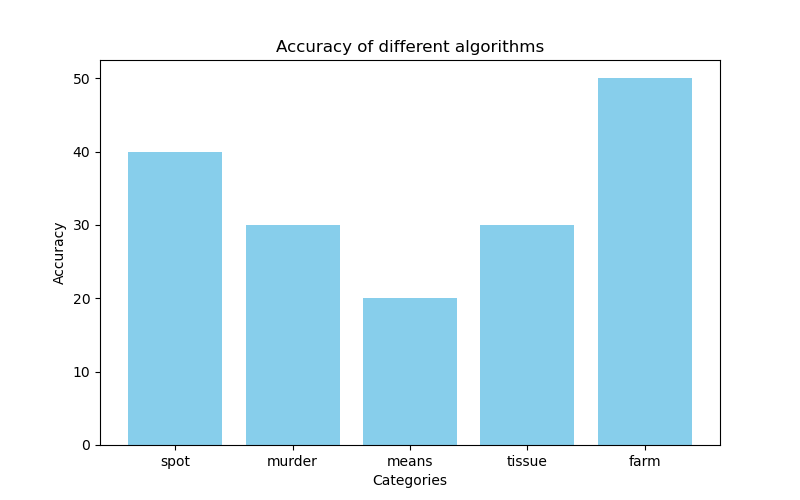 Accuracy of different algorithms
50
40
30
20
10
0
Accuracy
spot murder means tissue farm
Categories